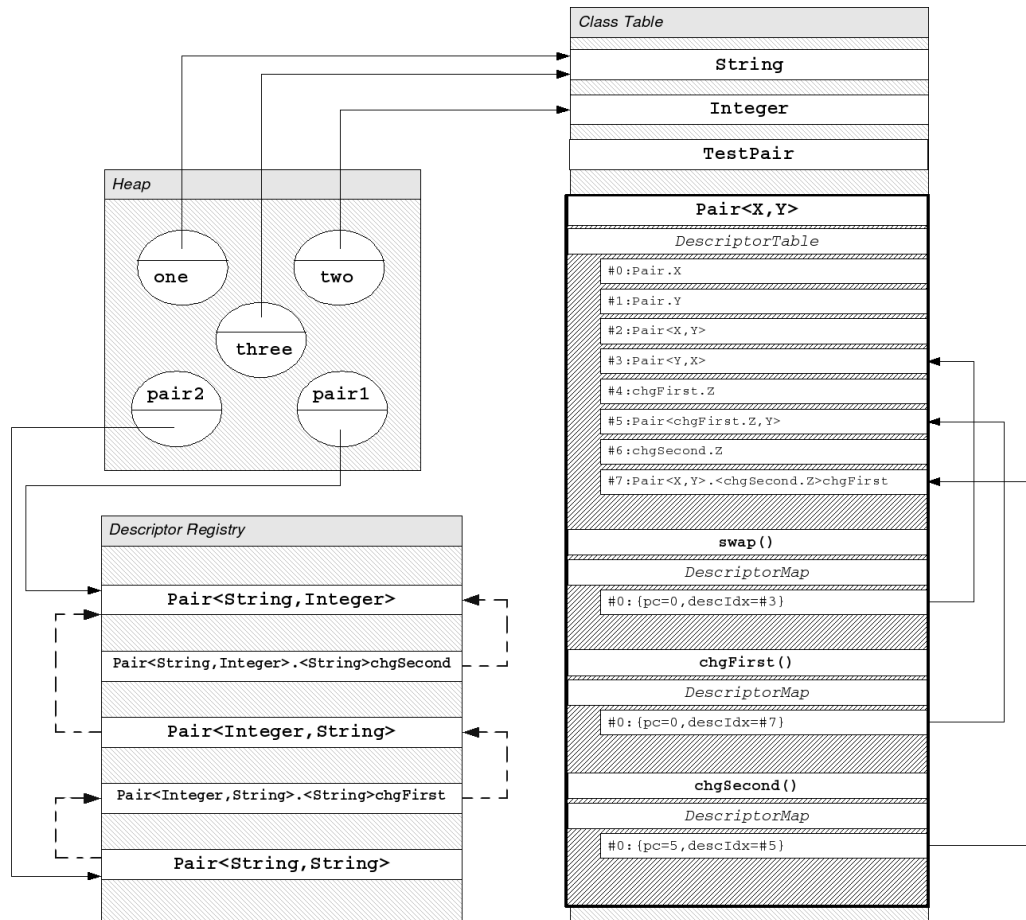 Class Table
String
Integer
TestPair
Heap
one
two
three
pair2
pair1
Pair<X,Y>
DescriptorTable
#0:Pair.X
#1:Pair.Y
#2:Pair<X,Y>
#3:Pair<Y,X>
#4:chgFirst.Z
#5:Pair<chgFirst.Z,Y>
#6:chgSecond.Z
#7:Pair<X,Y>.<chgSecond.Z>chgFirst
swap()
DescriptorMap
#0:{pc=0,descIdx=#3}
chgFirst()
DescriptorMap
#0:{pc=0,descIdx=#7}
chgSecond()
DescriptorMap
#0:{pc=5,descIdx=#5}
Descriptor Registry
Pair<String,Integer>
Pair<String,Integer>.<String>chgSecond
Pair<Integer,String>
Pair<Integer,String>.<String>chgFirst
Pair<String,String>